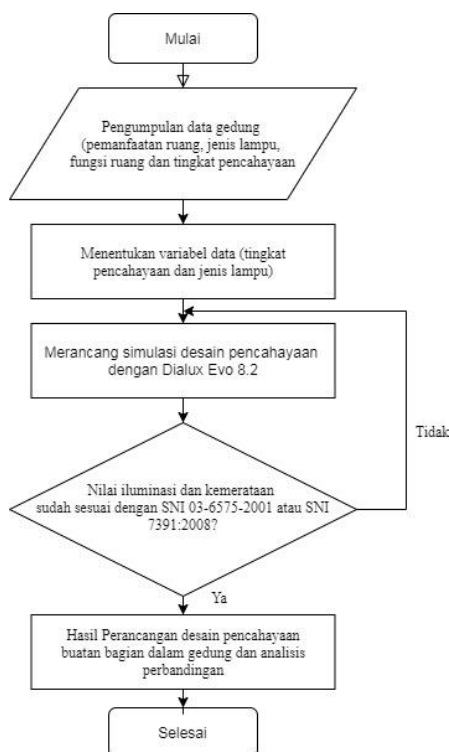 Mulai
Pengumpulan data gedung
(pemanfaatan ruang, jenis lampu,
fungsi ruang dan tingkat pencahayaan
Menentukan variabel data (tingkat
pencahayaan dan jenis lampu)
Merancang simulasi desain pencahayaan
dengan Dialux Evo 8.2
Tidak
Nilai iluminasi dan kemerataan
sudah sesuai dengan SNI 03-6575-2001 atau SNI
7391:2008?
Ya
Hasil Perancangan desain pencahayaan
buatan bagian dalam gedung dan analisis
perbandingan
Selesai